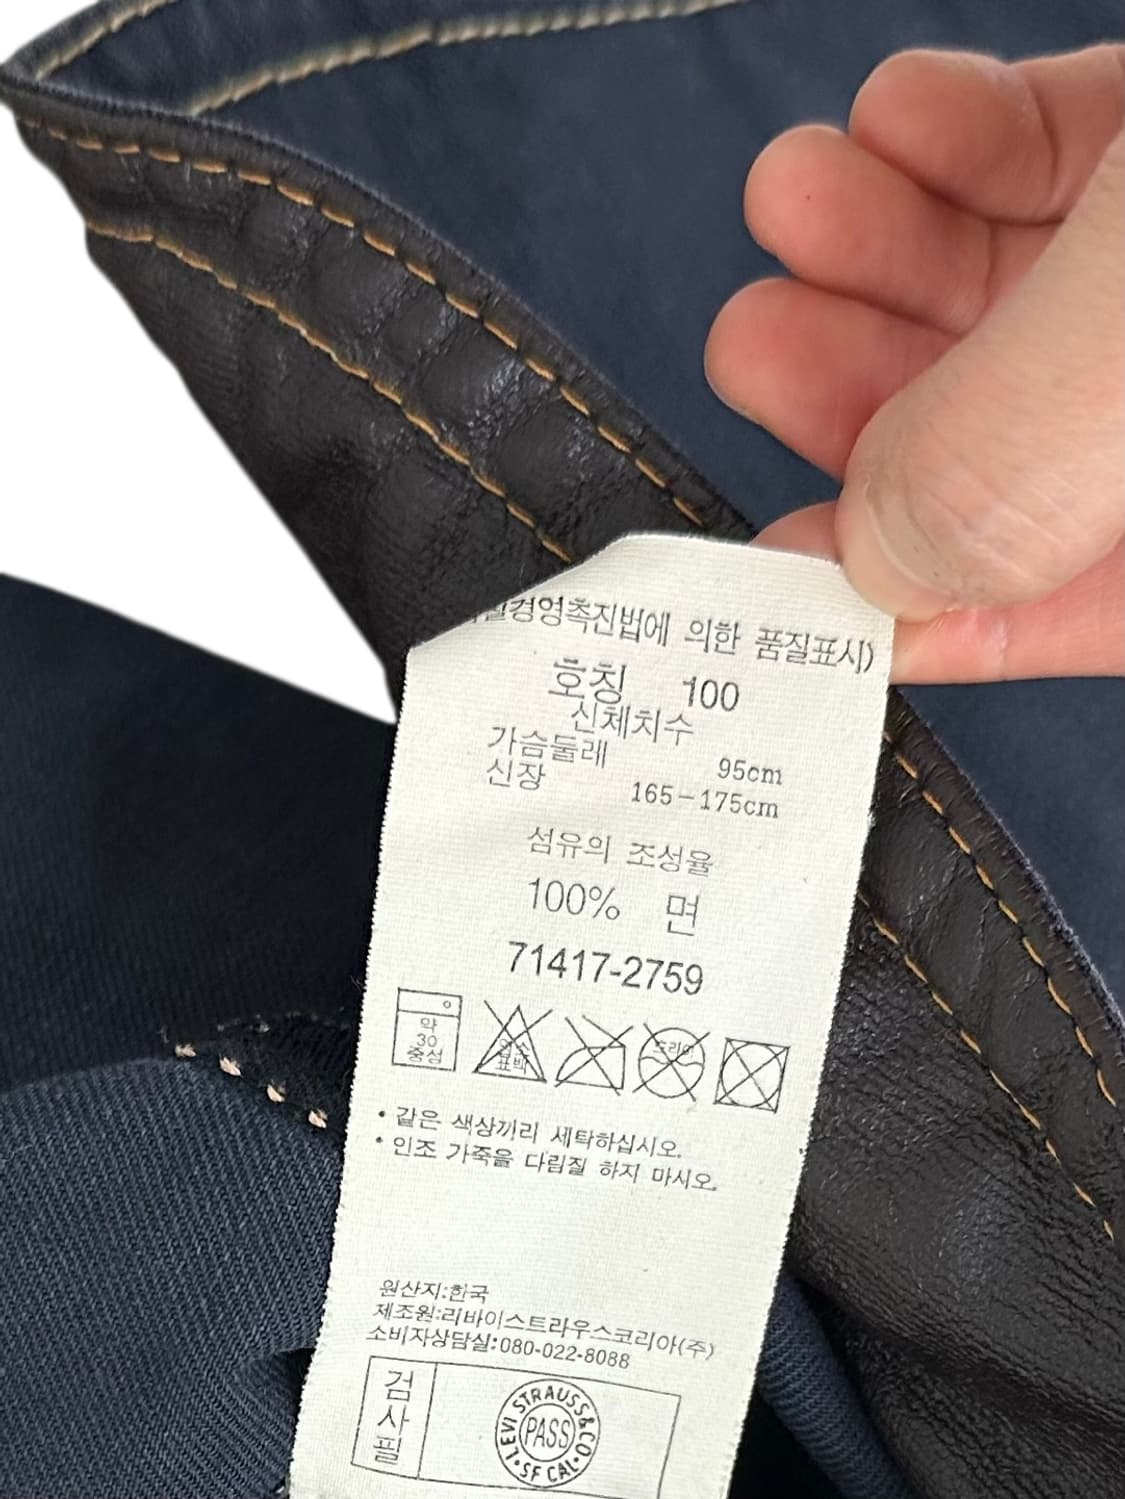 경영촉진법에 의한 품질표시)
호칭 100
신체치수
가슴둘레 95cm
신장 165-175cm
섬유의 조성율
100% 면
71417-2759
약
30
중성
표백
드라이
• 같은 색상끼리 세탁하십시오.
• 인조 가죽을 다림질 하지 마시오.
원산지:한국
제조원:리바이스트라우스코리아(주)
소비자상담실:080-022-8088
검사필
LEVI STRAUSS&CO.
PASS
SF CAL